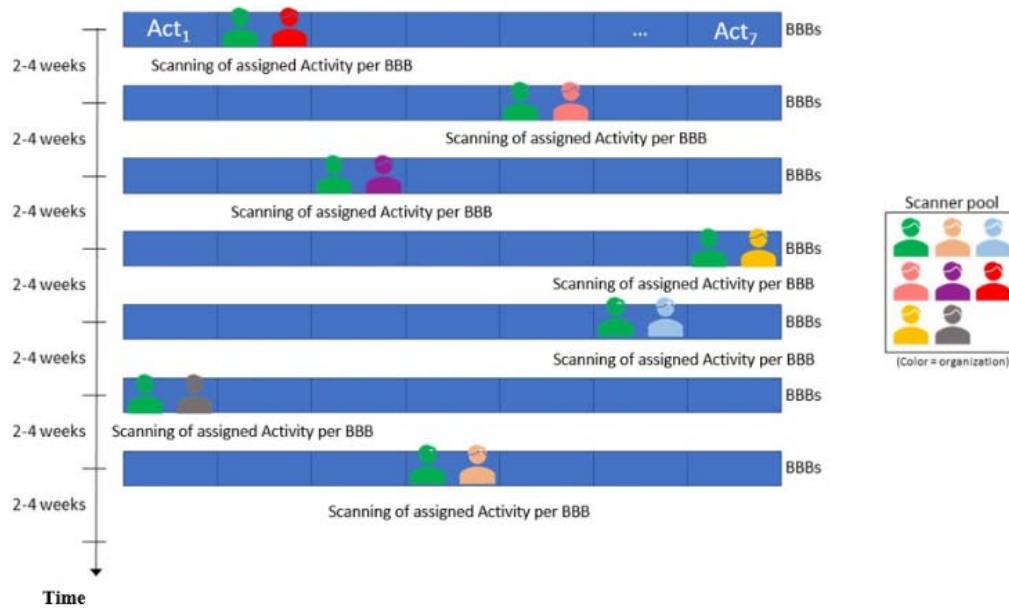 Act1 ... Act7 BBBs
2-4 weeks Scanning of assigned Activity per BBB
BBBs
2-4 weeks Scanning of assigned Activity per BBB
BBBs
2-4 weeks Scanning of assigned Activity per BBB
BBBs
2-4 weeks Scanning of assigned Activity per BBB
BBBs
2-4 weeks Scanning of assigned Activity per BBB
BBBs
2-4 weeks Scanning of assigned Activity per BBB
BBBs
2-4 weeks Scanning of assigned Activity per BBB
Time
Scanner pool
(Color = organization)